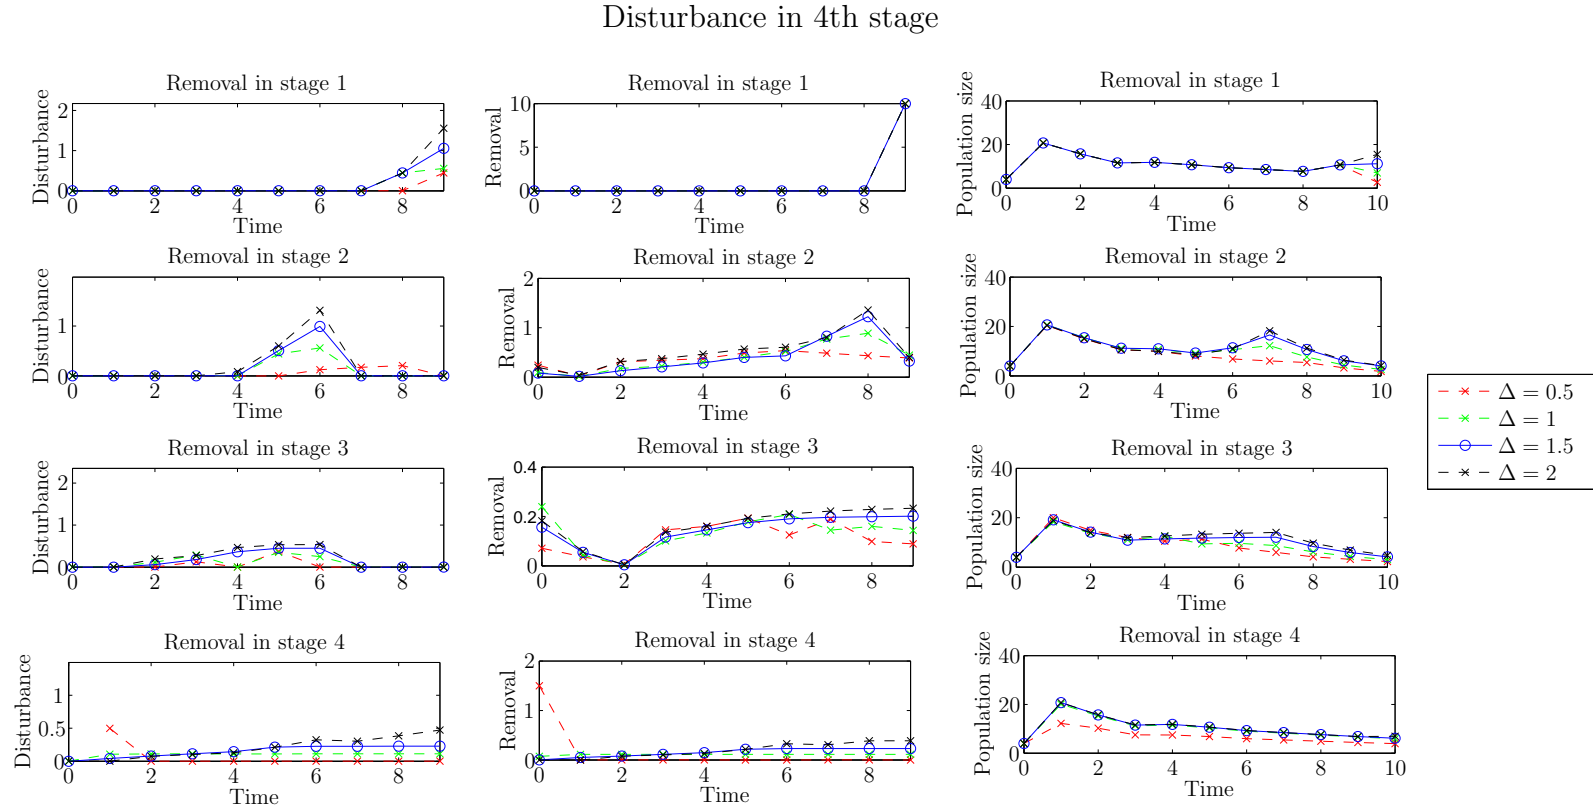 Disturbance in 4th stage
Removal in stage 1
Disturbance
2
1
0
0 2 4 6 8
Time
Removal in stage 1
Removal
10
5
0
0 2 4 6 8
Time
Removal in stage 1
Population size
40
20
0
0 2 4 6 8 10
Time
Removal in stage 2
Disturbance
1
0
0 2 4 6 8
Time
Removal in stage 2
Removal
2
1
0
0 2 4 6 8
Time
Removal in stage 2
Population size
40
20
0
0 2 4 6 8 10
Time
Δ = 0.5
Δ = 1
Δ = 1.5
Δ = 2
Removal in stage 3
Disturbance
2
1
0
0 2 4 6 8
Time
Removal in stage 3
Removal
0.4
0.2
0
0 2 4 6 8
Time
Removal in stage 3
Population size
40
20
0
0 2 4 6 8 10
Time
Removal in stage 4
Disturbance
1
0.5
0
0 2 4 6 8
Time
Removal in stage 4
Removal
2
1
0
0 2 4 6 8
Time
Removal in stage 4
Population size
40
20
0
0 2 4 6 8 10
Time